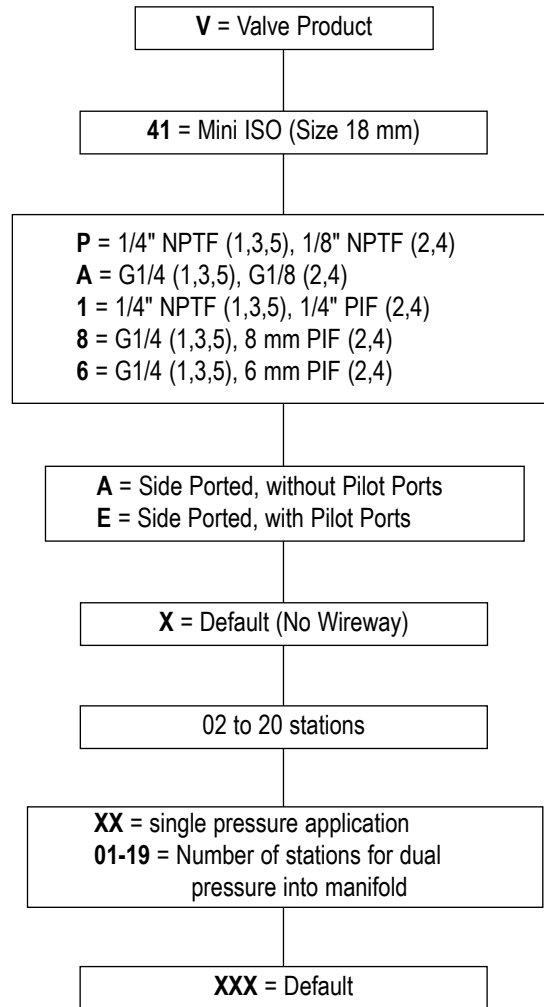 V = Valve Product
41 = Mini ISO (Size 18 mm)
P = 1/4" NPTF (1,3,5), 1/8" NPTF (2,4)
A = G1/4 (1,3,5), G1/8 (2,4)
1 = 1/4" NPTF (1,3,5), 1/4" PIF (2,4)
8 = G1/4 (1,3,5), 8 mm PIF (2,4)
6 = G1/4 (1,3,5), 6 mm PIF (2,4)
A = Side Ported, without Pilot Ports
E = Side Ported, with Pilot Ports
X = Default (No Wireway)
02 to 20 stations
XX = single pressure application
01-19 = Number of stations for dual
pressure into manifold
XXX = Default